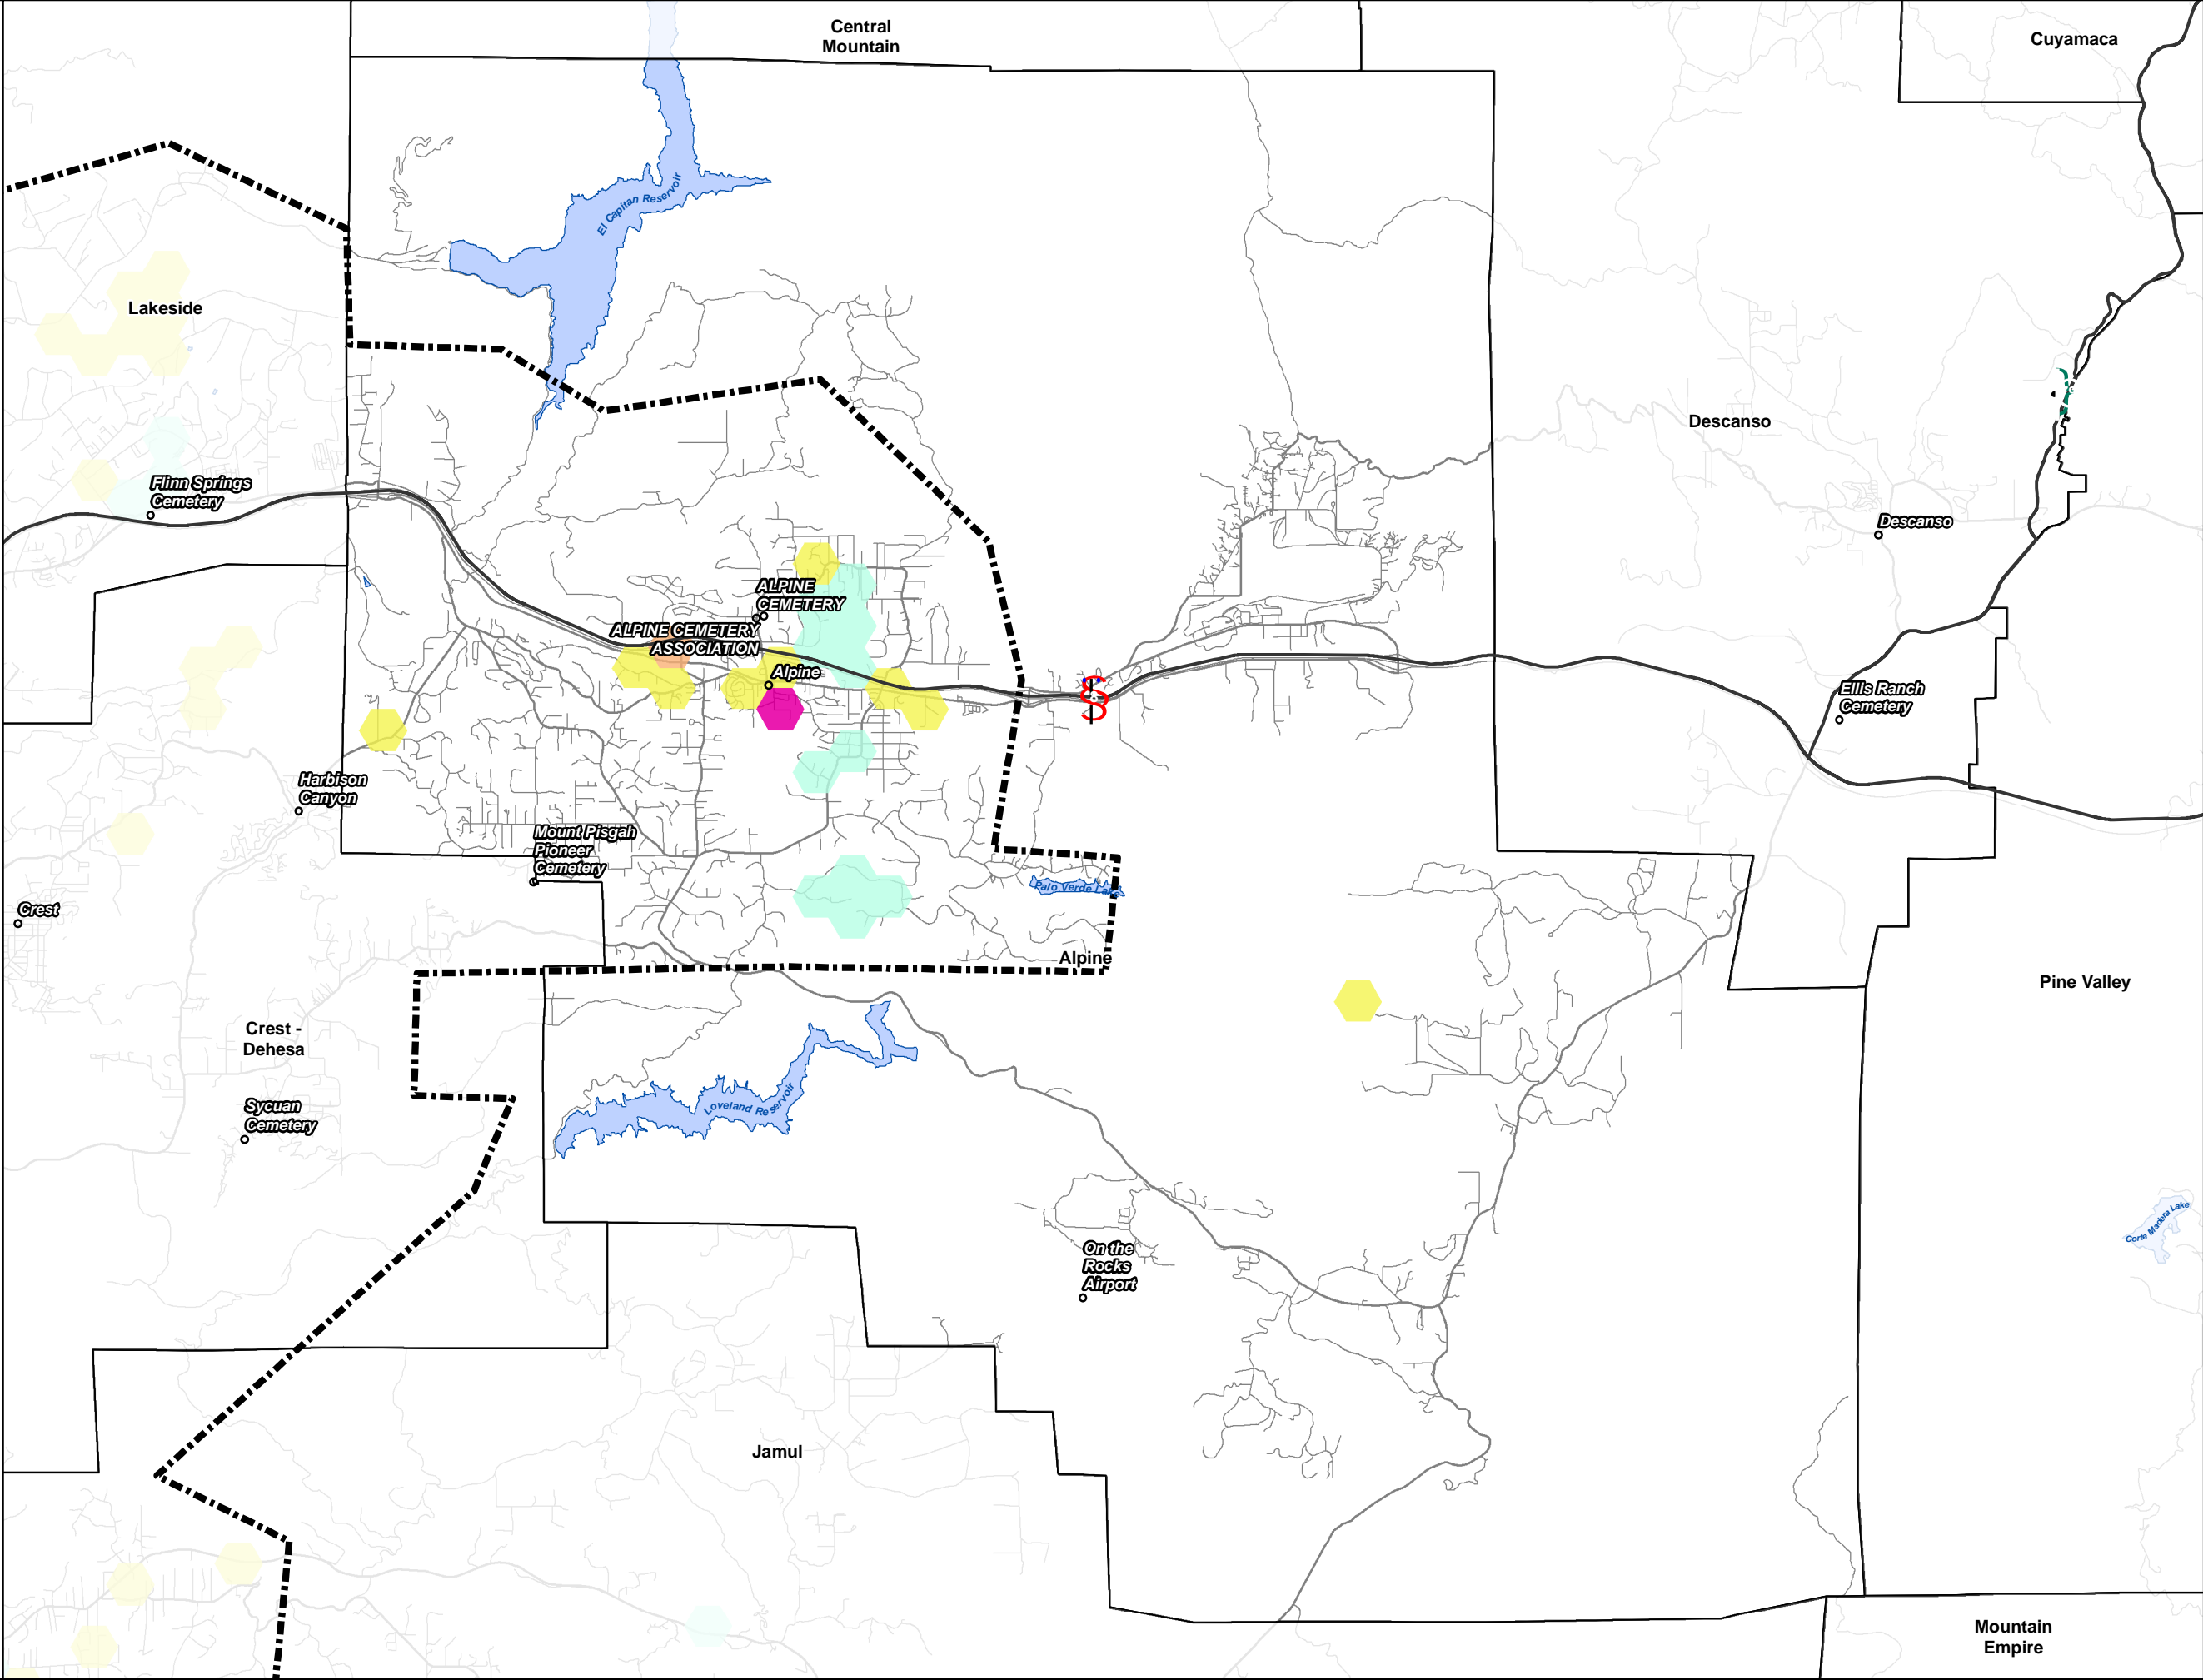 Central
Mountain
Cuyamaca
El Capitan Reservoir
Lakeside
Descanso
Flinn Springs
Cemetery
Descanso
ALPINE
CEMETERY
ALPINE CEMETERY
ASSOCIATION
Alpine
Ellis Ranch
Cemetery
Harbison
Canyon
Mount Pisgah
Pioneer
Cemetery
Palo Verde Lake
Crest
Alpine
Pine Valley
Crest -
Dehesa
Loveland Reservoir
Sycuan
Cemetery
Corte Madera Lake
On the
Rocks
Airport
Jamul
Mountain
Empire